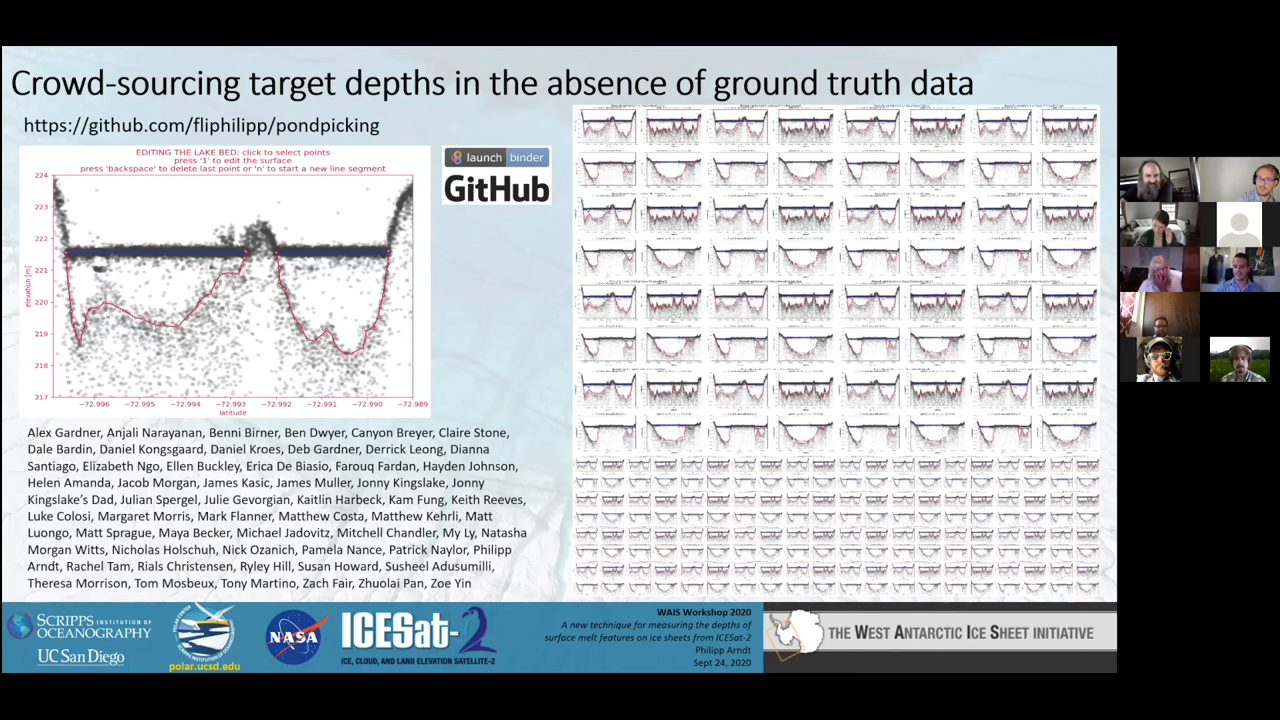 Crowd-sourcing target depths in the absence of ground truth data
https://github.com/fliphilipp/pondpicking
EDITING THE LAKE BED: click to select points
press '1' to edit the surface
press 'backspace' to delete last point or 'n' to start a new line segment
224
223
222
221
220
219
218
217
elevation [m]
−72.996
−72.995
−72.994
−72.993
−72.992
−72.991
−72.990
−72.989
latitude
launch binder
GitHub
Alex Gardner, Anjali Narayanan, Benni Birner, Ben Dwyer, Canyon Breyer, Claire Stone,
Dale Bardin, Daniel Kongsgaard, Daniel Kroes, Deb Gardner, Derrick Leong, Dianna
Santiago, Elizabeth Ngo, Ellen Buckley, Erica De Biasio, Farouq Fardan, Hayden Johnson,
Helen Amanda, Jacob Morgan, James Kasic, James Muller, Jonny Kingslake, Jonny
Kingslake's Dad, Julian Spergel, Julie Gevorgian, Kaitlin Harbeck, Kam Fung, Keith Reeves,
Luke Colosi, Margaret Morris, Mark Flanner, Matthew Costa, Matthew Kehrli, Matt
Luongo, Matt Sprague, Maya Becker, Michael Jadovitz, Mitchell Chandler, My Ly, Natasha
Morgan Witts, Nicholas Holschuh, Nick Ozanich, Pamela Nance, Patrick Naylor, Philipp
Arndt, Rachel Tam, Rials Christensen, Ryley Hill, Susan Howard, Susheel Adusumilli,
Theresa Morrison, Tom Mosbeux, Tony Martino, Zach Fair, Zhuolai Pan, Zoe Yin
SCRIPPS INSTITUTION OF
OCEANOGRAPHY
UC San Diego
polar.ucsd.edu
NASA
ICESat-2
ICE, CLOUD, AND LAND ELEVATION SATELLITE-2
WAIS Workshop 2020
A new technique for measuring the depths of
surface melt features on ice sheets from ICESat-2
Philipp Arndt
Sept 24, 2020
THE WEST ANTARCTIC ICE SHEET INITIATIVE